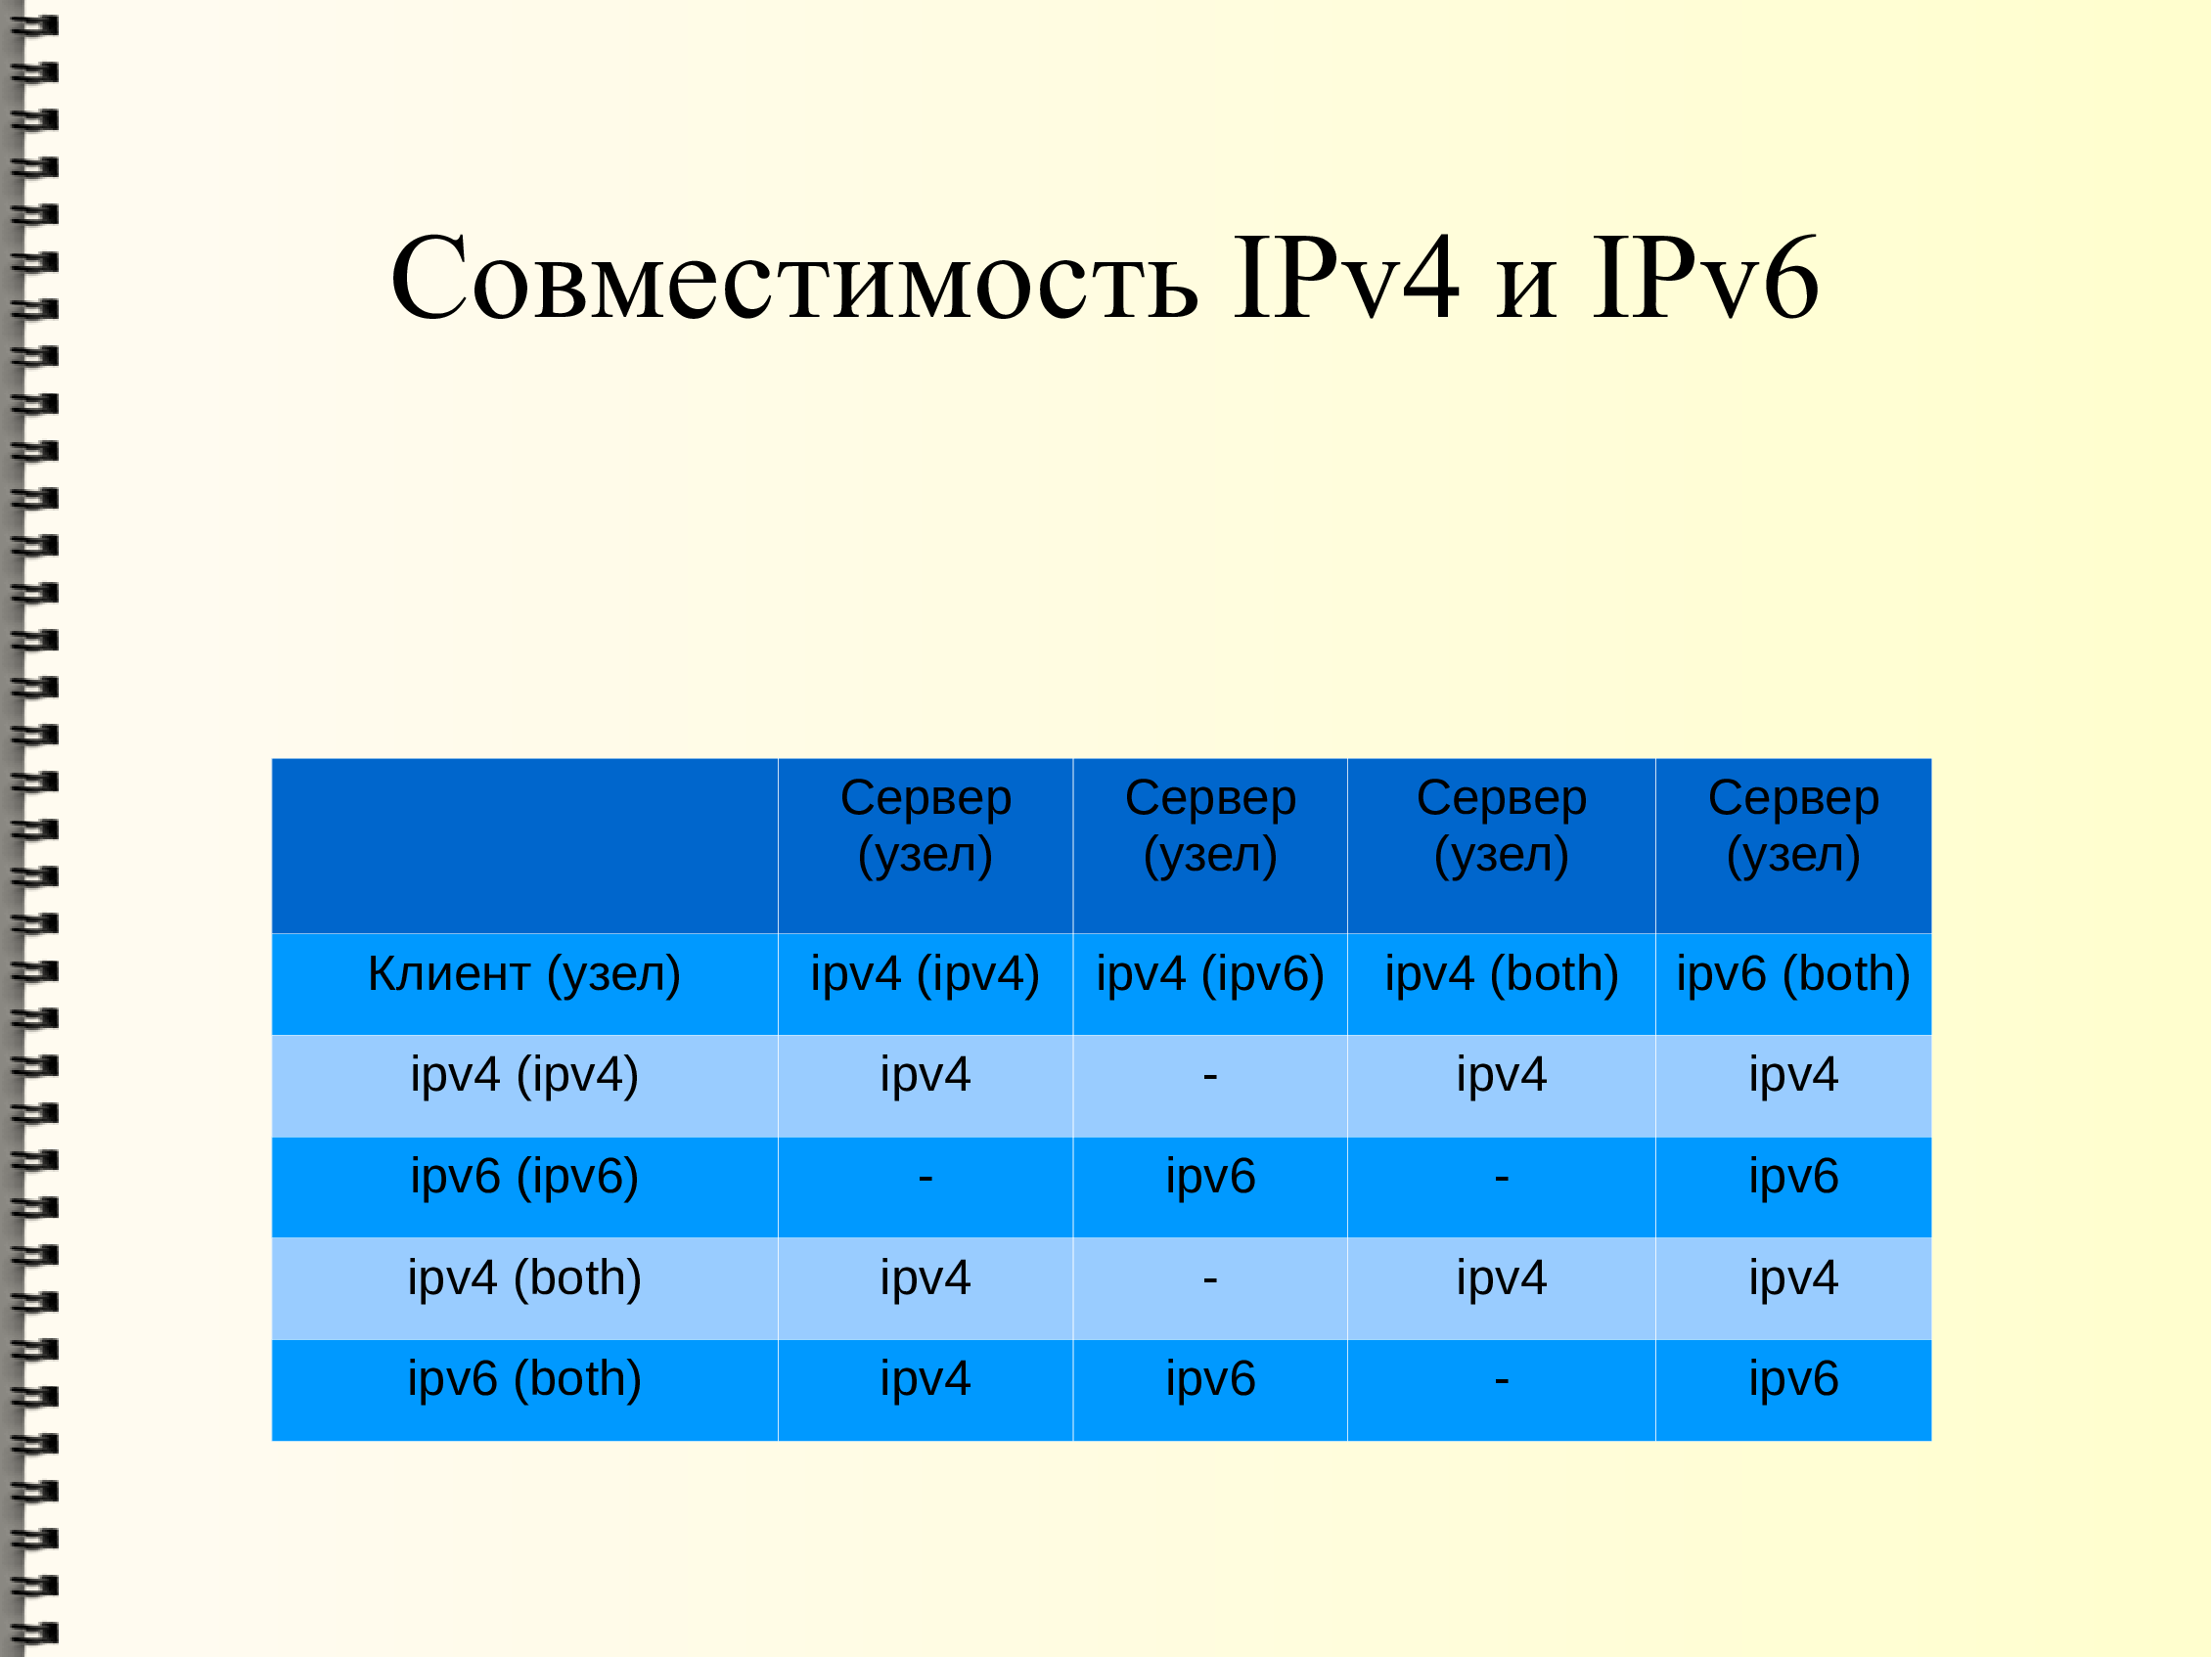 Совместимость IPv4 и IPv6
Сервер (узел) Сервер (узел) Сервер (узел) Сервер (узел)
Клиент (узел) ipv4 (ipv4) ipv4 (ipv6) ipv4 (both) ipv6 (both)
ipv4 (ipv4) ipv4 - ipv4 ipv4
ipv6 (ipv6) - ipv6 - ipv6
ipv4 (both) ipv4 - ipv4 ipv4
ipv6 (both) ipv4 ipv6 - ipv6